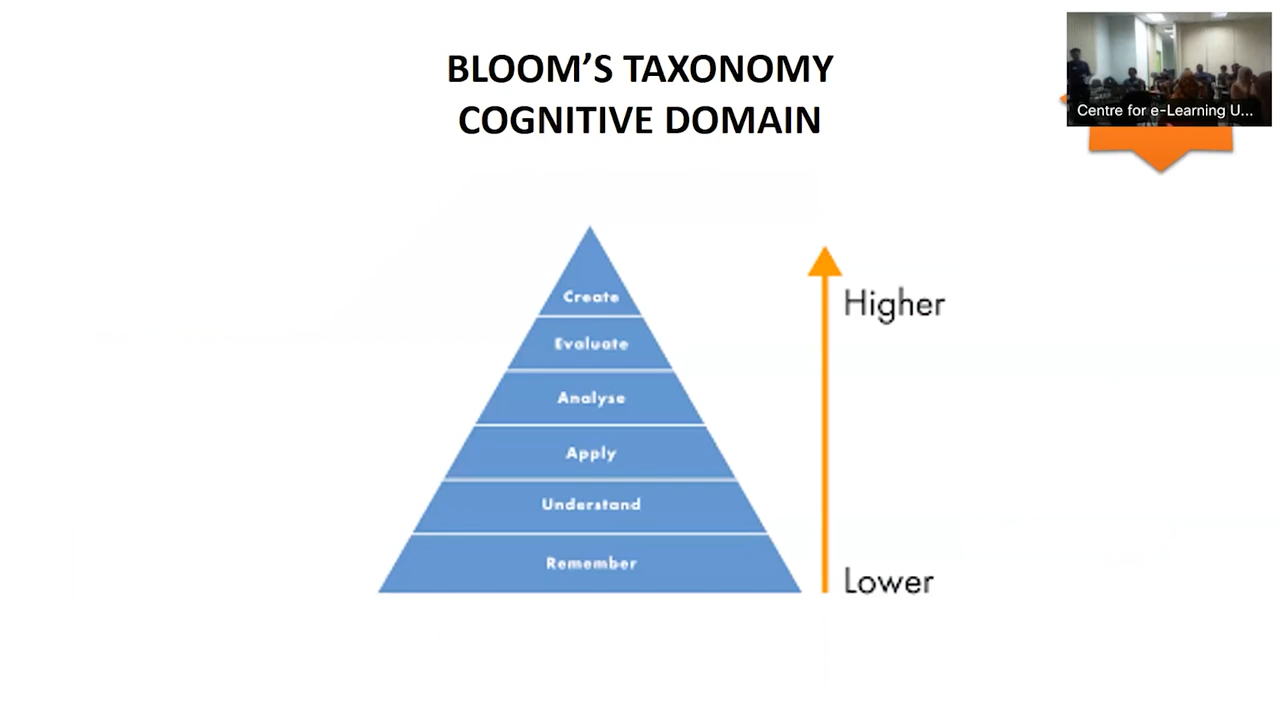 BLOOM’S TAXONOMY
COGNITIVE DOMAIN
Centre for e-Learning U...
Create
Higher
Evaluate
Analyse
Apply
Understand
Remember
Lower